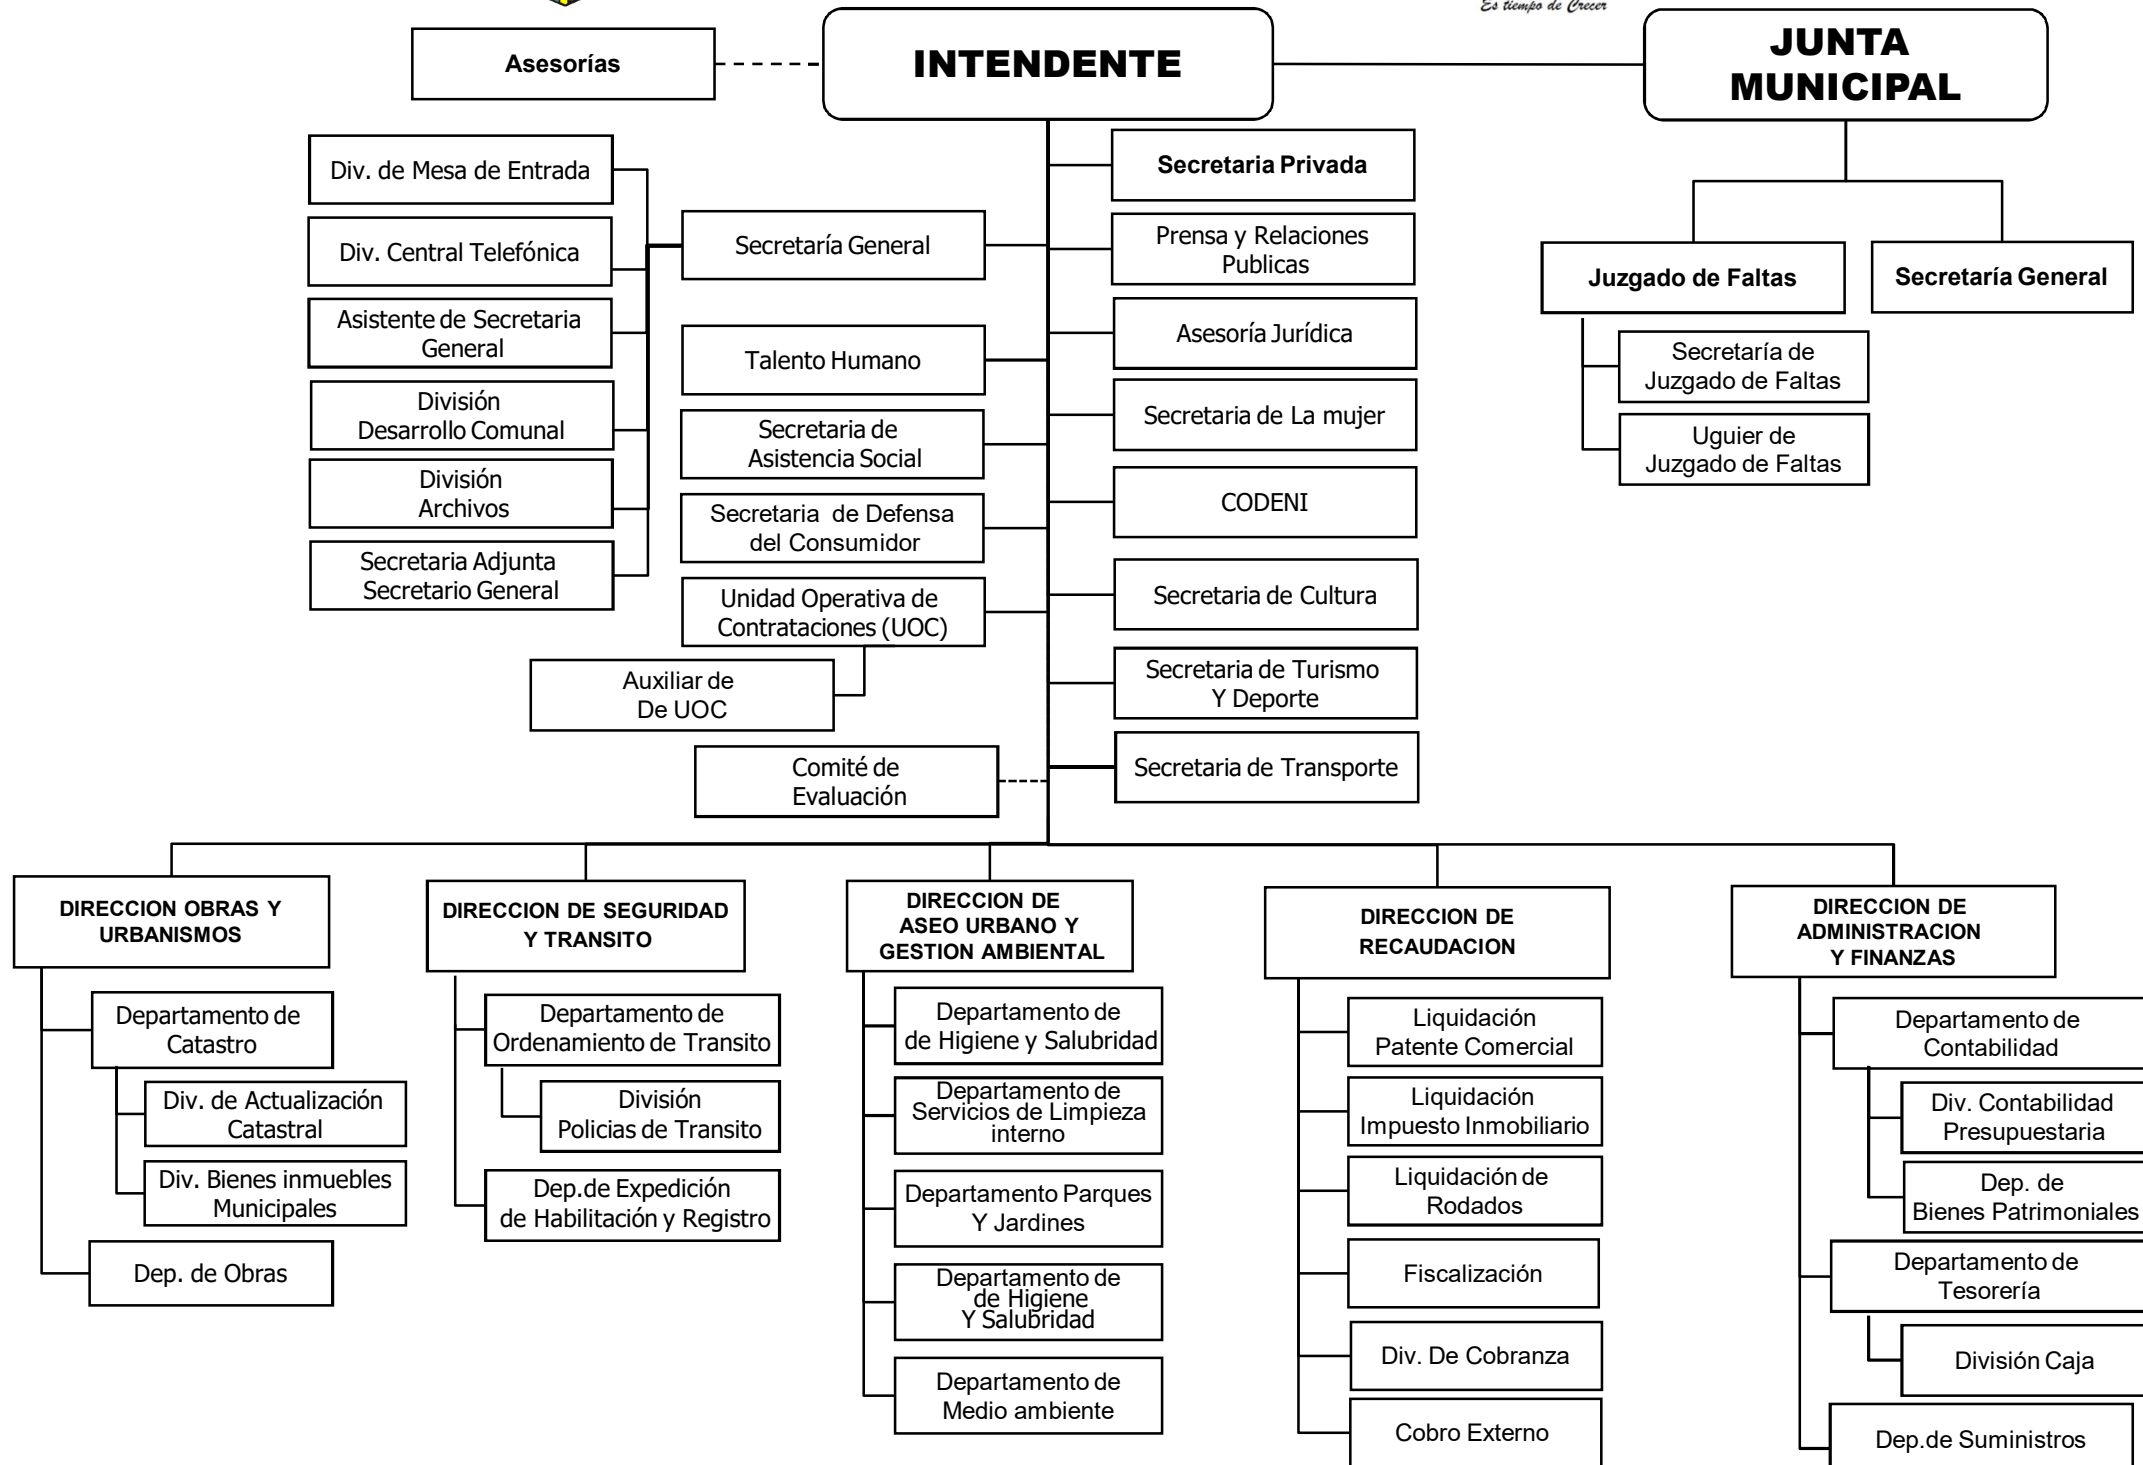 Es tiempo de Crecer
Asesorías
INTENDENTE
JUNTA
MUNICIPAL
Div. de Mesa de Entrada
Div. Central Telefónica
Asistente de Secretaria
General
División
Desarrollo Comunal
División
Archivos
Secretaria Adjunta
Secretario General
Secretaría General
Talento Humano
Secretaria de
Asistencia Social
Secretaria de Defensa
del Consumidor
Unidad Operativa de
Contrataciones (UOC)
Auxiliar de
De UOC
Comité de
Evaluación
Secretaria Privada
Prensa y Relaciones
Publicas
Asesoría Jurídica
Secretaria de La mujer
CODENI
Secretaria de Cultura
Secretaria de Turismo
Y Deporte
Secretaria de Transporte
Juzgado de Faltas
Secretaría General
Secretaría de
Juzgado de Faltas
Uguier de
Juzgado de Faltas
DIRECCION OBRAS Y
URBANISMOS
Departamento de
Catastro
Div. de Actualización
Catastral
Div. Bienes inmuebles
Municipales
Dep. de Obras
DIRECCION DE SEGURIDAD
Y TRANSITO
Departamento de
Ordenamiento de Transito
División
Policias de Transito
Dep.de Expedición
de Habilitación y Registro
DIRECCION DE
ASEO URBANO Y
GESTION AMBIENTAL
Departamento de
de Higiene y Salubridad
Departamento de
Servicios de Limpieza
interno
Departamento Parques
Y Jardines
Departamento de
de Higiene
Y Salubridad
Departamento de
Medio ambiente
DIRECCION DE
RECAUDACION
Liquidación
Patente Comercial
Liquidación
Impuesto Inmobiliario
Liquidación de
Rodados
Fiscalización
Div. De Cobranza
Cobro Externo
DIRECCION DE
ADMINISTRACION
Y FINANZAS
Departamento de
Contabilidad
Div. Contabilidad
Presupuestaria
Dep. de
Bienes Patrimoniales
Departamento de
Tesorería
División Caja
Dep.de Suministros